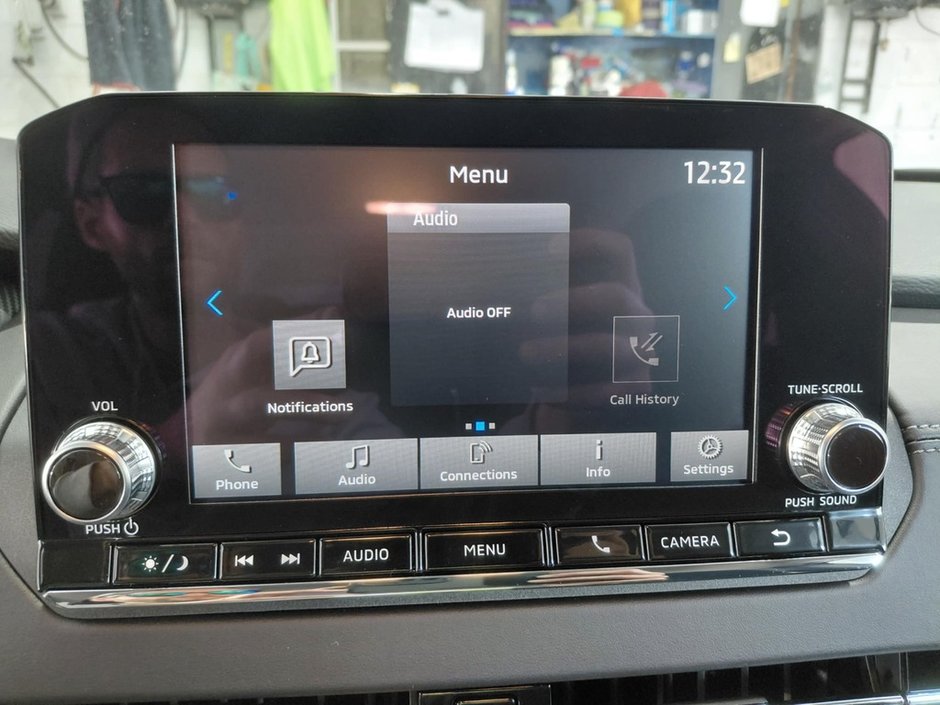 Menu
12:32
Audio
Audio OFF
Notifications
Call History
Phone
Audio
Connections
Info
Settings
VOL
PUSH
TUNE·SCROLL
PUSH SOUND
AUDIO
MENU
CAMERA